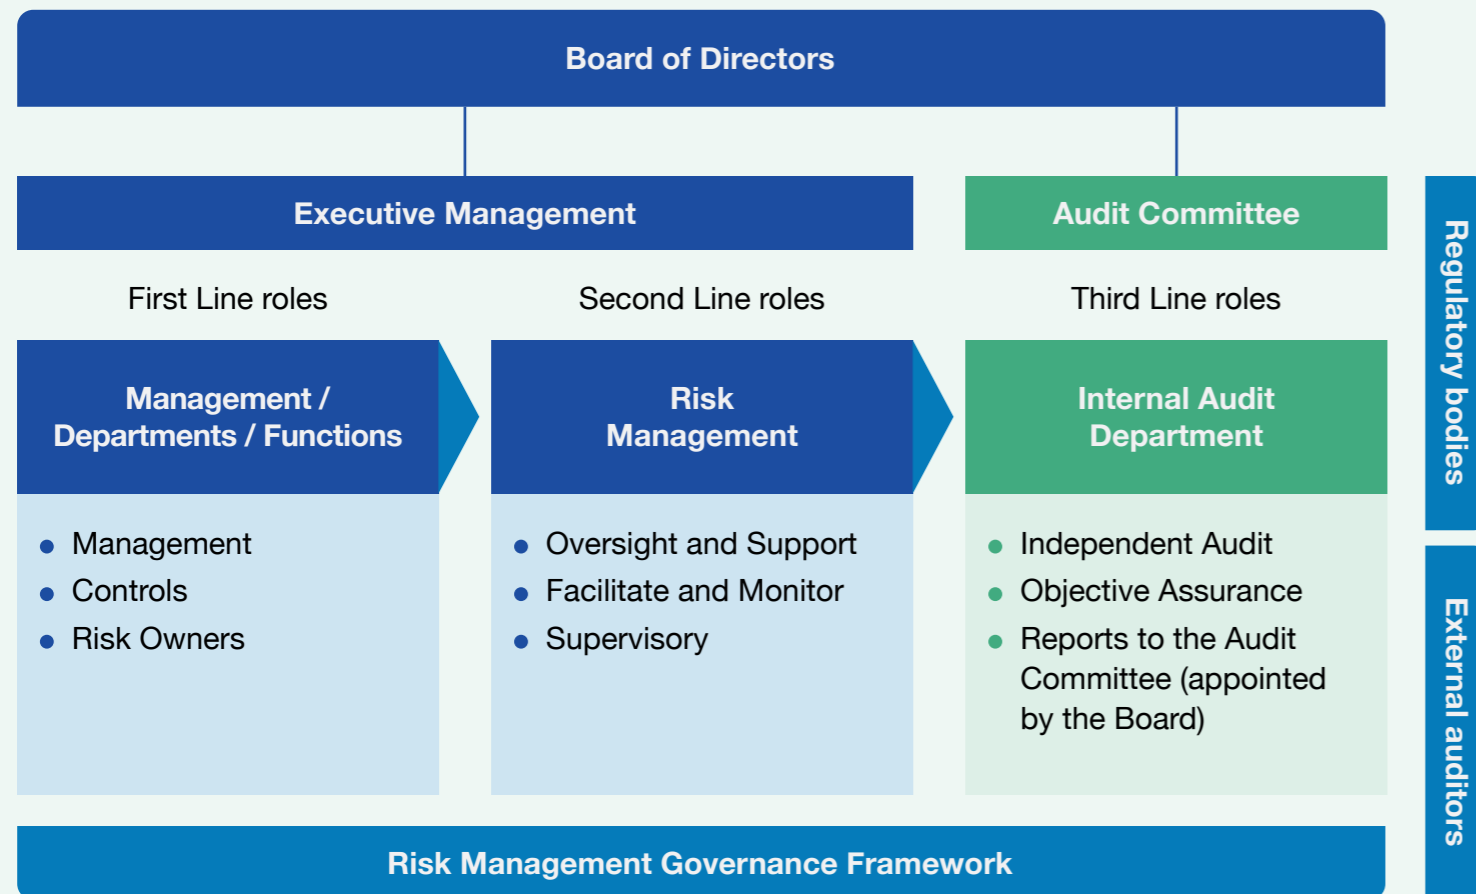 Board of Directors
Executive Management
Audit Committee
First Line roles
Second Line roles
Third Line roles
Management /
Departments / Functions
Risk
Management
Internal Audit
Department
Management
Controls
Risk Owners
Oversight and Support
Facilitate and Monitor
Supervisory
Independent Audit
Objective Assurance
Reports to the Audit
Committee (appointed
by the Board)
Regulatory bodies
External auditors
Risk Management Governance Framework